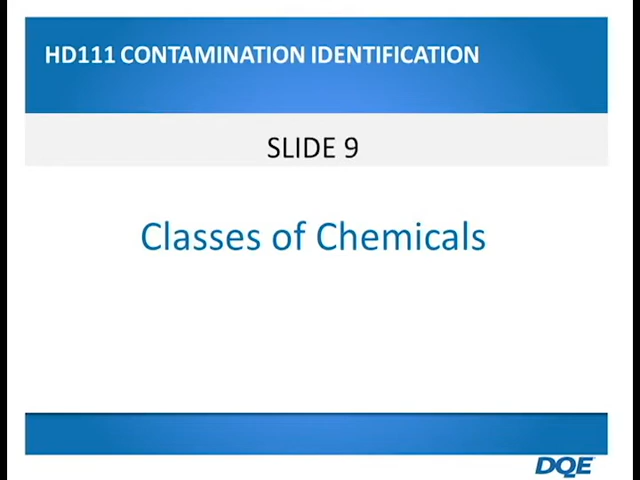 HD111 CONTAMINATION IDENTIFICATION
SLIDE 9
Classes of Chemicals
DQE